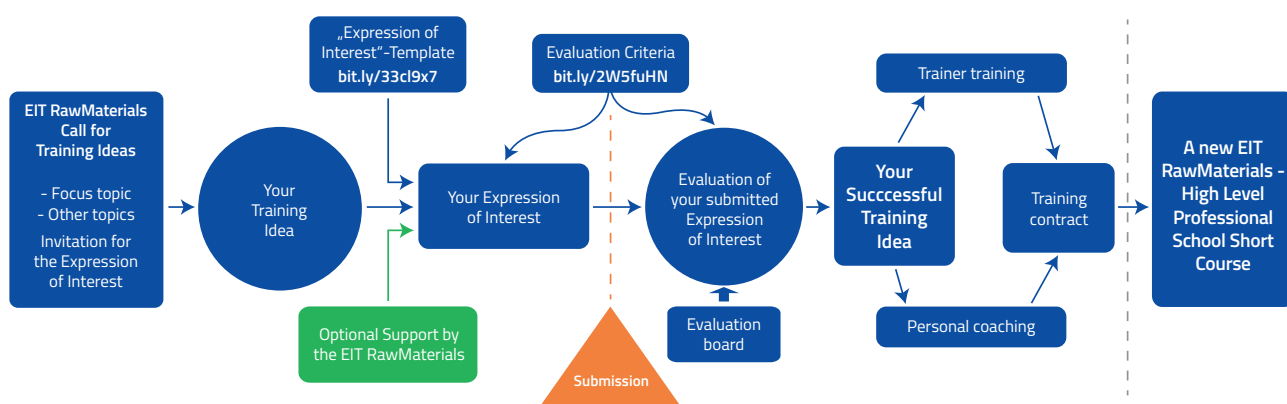 EIT RawMaterials
Call for
Training Ideas
- Focus topic
- Other topics
Invitation for
the Expression
of Interest
Your
Training
Idea
„Expression of
Interest“-Template
bit.ly/33cl9x7
Optional Support by
the EIT RawMaterials
Your Expression
of Interest
Evaluation Criteria
bit.ly/2W5fuHN
Submission
Evaluation of
your submitted
Expression
of Interest
Evaluation
board
Your
Succcessful
Training
Idea
Trainer training
Personal coaching
Training
contract
A new EIT
RawMaterials -
High Level
Professional
School Short
Course